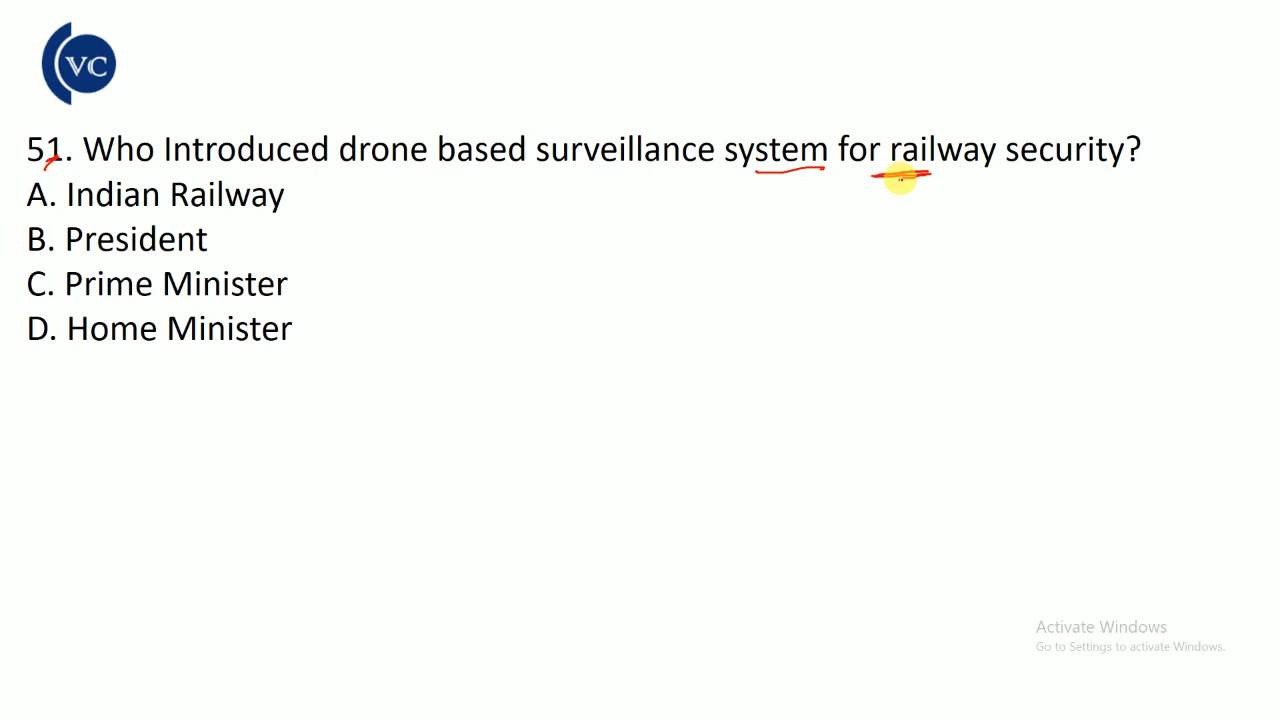 VC
51. Who Introduced drone based surveillance system for railway security?
A. Indian Railway
B. President
C. Prime Minister
D. Home Minister
Activate Windows
Go to Settings to activate Windows.